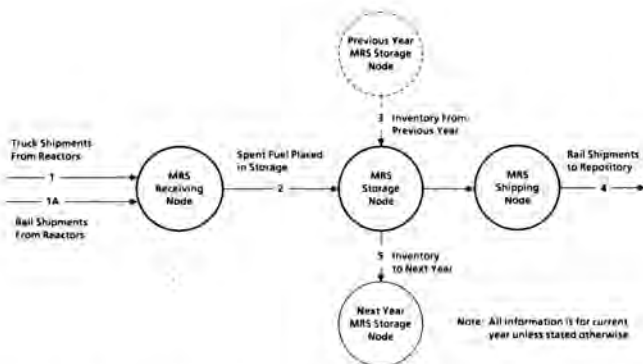 Previous Year
MRS Storage
Node
3 Inventory From
Previous Year
Truck Shipments
From Reactors
1
1A
Rail Shipments
From Reactors
MRS
Receiving
Node
Spent Fuel Placed
in Storage
2
MRS
Storage
Node
MRS
Shipping
Node
Rail Shipments
to Repository
4
5 Inventory
to Next Year
Next Year
MRS Storage
Node
Note: All information is for current
year unless stated otherwise